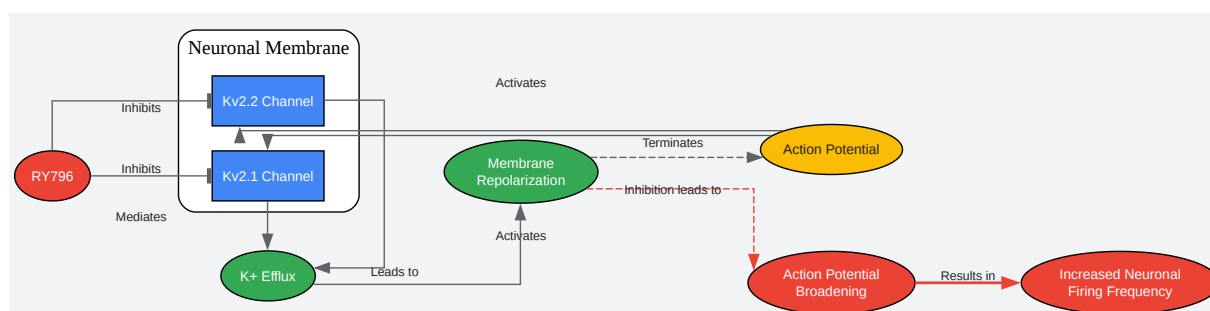 Neuronal Membrane
Activates
Kv2.2 Channel
Inhibits
Terminates
Action Potential
Membrane
Repolarization
Inhibits
RY796
Kv2.1 Channel
Inhibition leads to
Mediates
Activates
Leads to
K+ Efflux
Action Potential
Broadening
Results in
Increased Neuronal
Firing Frequency